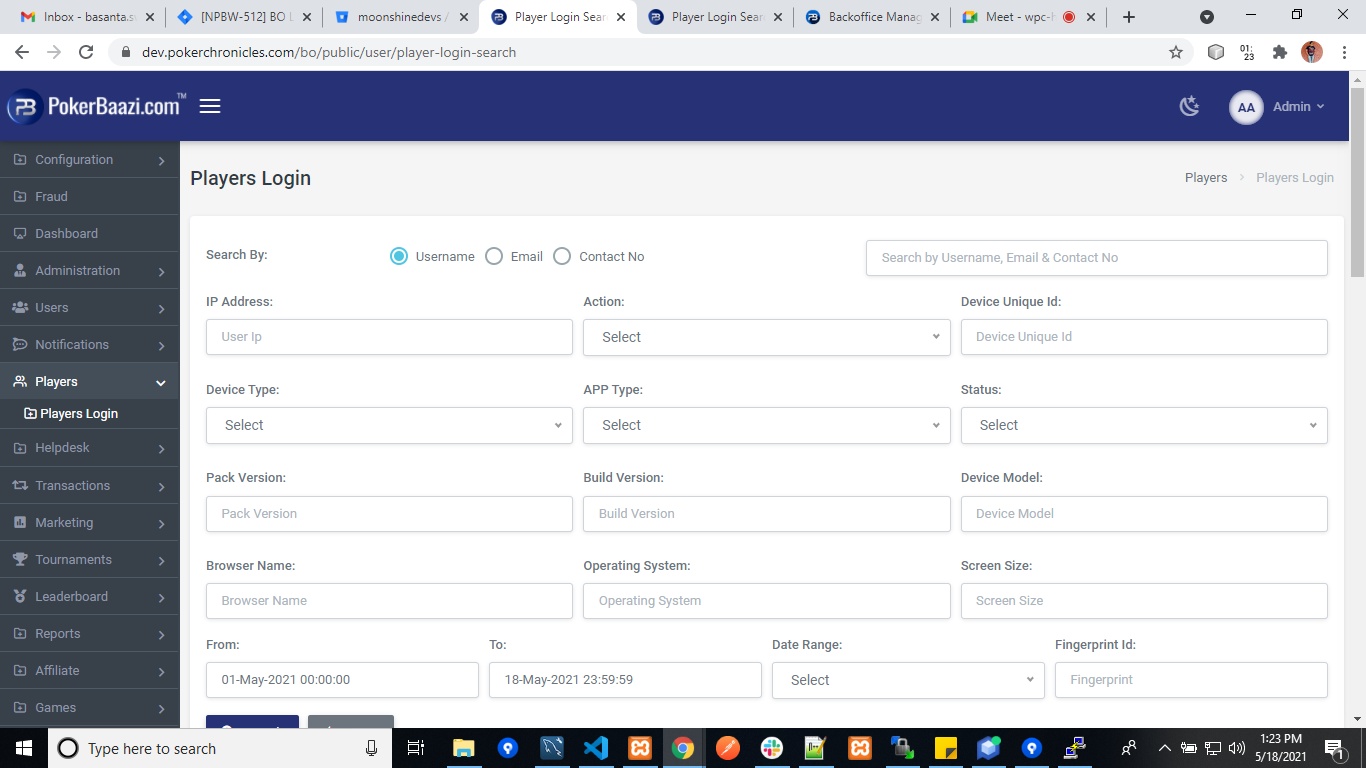 Inbox - basanta.sw
[NPBW-512] BO L
moonshinedevs /
Player Login Sear
Player Login Sear
Backoffice Manag
Meet - wpc-h
dev.pokerchronicles.com/bo/public/user/player-login-search
01:
23
PB PokerBaazi.com™
AA Admin
Configuration
Fraud
Dashboard
Administration
Users
Notifications
Players
Players Login
Helpdesk
Transactions
Marketing
Tournaments
Leaderboard
Reports
Affiliate
Games
Players Login
Players > Players Login
Search By: Username Email Contact No Search by Username, Email & Contact No
IP Address: Action: Device Unique Id:
User Ip Select Device Unique Id
Device Type: APP Type: Status:
Select Select Select
Pack Version: Build Version: Device Model:
Pack Version Build Version Device Model
Browser Name: Operating System: Screen Size:
Browser Name Operating System Screen Size
From: To: Date Range: Fingerprint Id:
01-May-2021 00:00:00 18-May-2021 23:59:59 Select Fingerprint
Type here to search
1:23 PM
5/18/2021
1